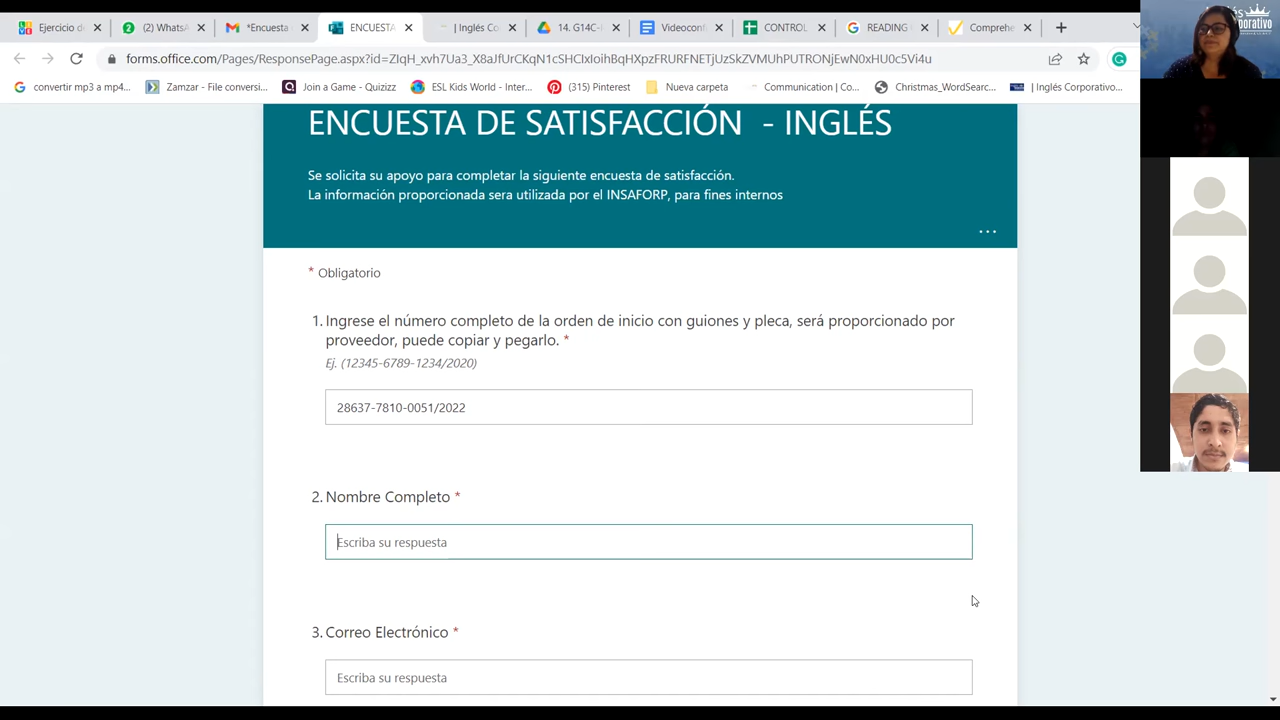 Ejercicio d
(2) WhatsA
*Encuesta
ENCUESTA
| Inglés Co
14. G14C-
Videoconf
CONTROL
READING
Comprehe
forms.office.com/Pages/ResponsePage.aspx?id=
convertir mp3 a mp4...
Zamzar - File conversi...
Join a Game - Quizizz
ESL Kids World - Inter...
(315) Pinterest
Nueva carpeta
Communication | Co...
Christmas_WordSearc...
| Inglés Corporativo...
ENCUESTA DE SATISFACCIÓN - INGLÉS
Se solicita su apoyo para completar la siguiente encuesta de satisfacción.
La información proporcionada sera utilizada por el INSAFORP, para fines internos
...
* Obligatorio
1. Ingrese el número completo de la orden de inicio con guiones y pleca, será proporcionado por
proveedor, puede copiar y pegarlo. *
Ej. (12345-6789-1234/2020)
28637-7810-0051/2022
2. Nombre Completo *
Escriba su respuesta
3. Correo Electrónico *
Escriba su respuesta